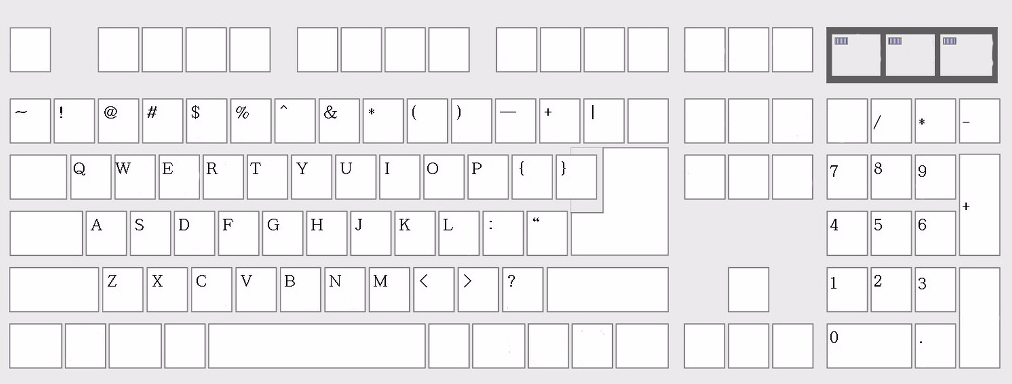 ~ ! @ # $ % ^ & * ( ) — + | / * -
Q W E R T Y U I O P { } 7 8 9
+
A S D F G H J K L : “ 4 5 6
Z X C V B N M < > ? 1 2 3
0 .